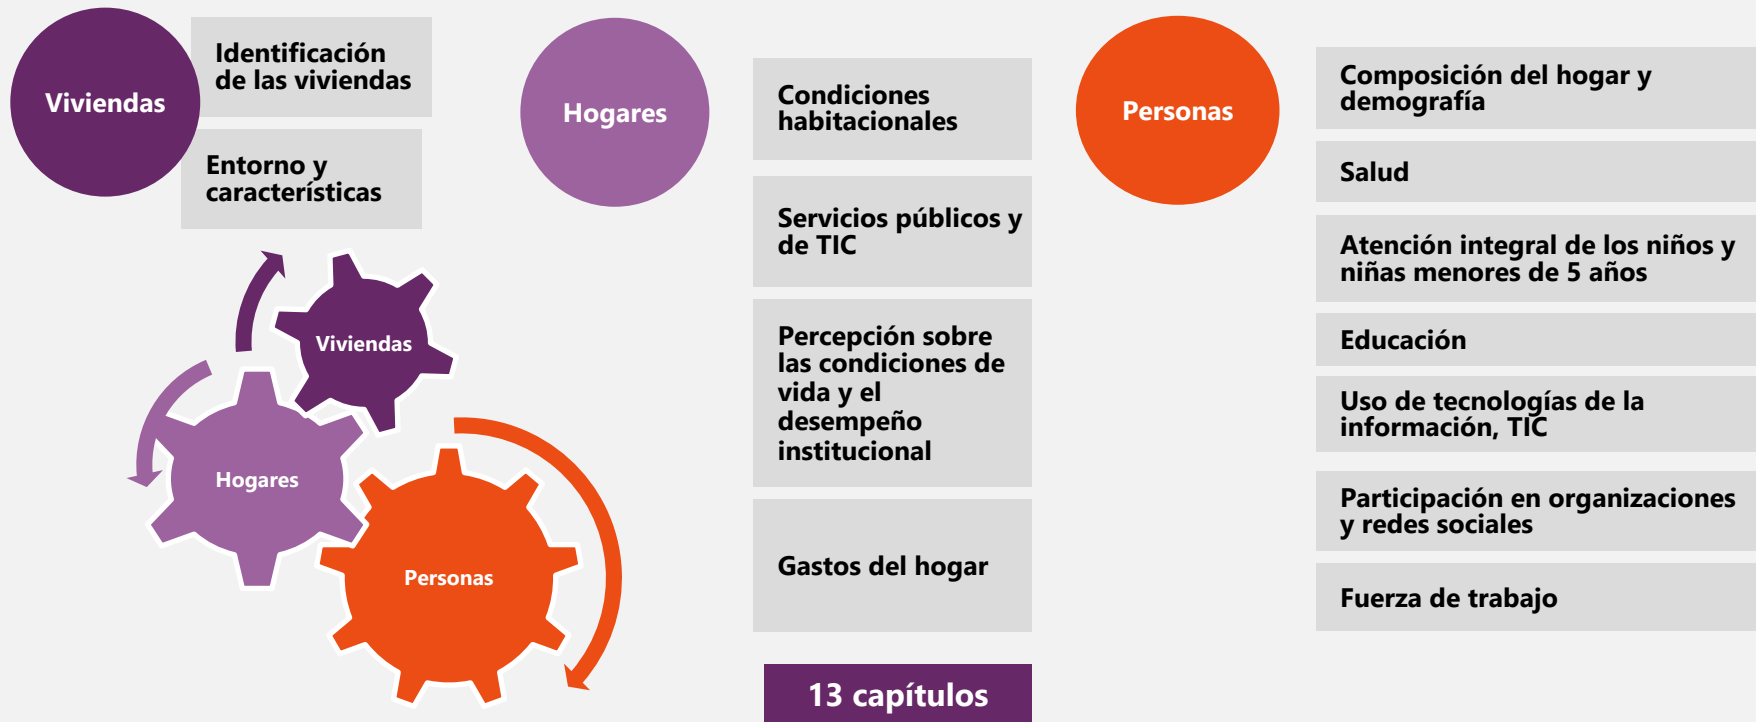 Viviendas
Identificación
de las viviendas
Entorno y
características
Viviendas
Hogares
Personas
Hogares
Condiciones
habitacionales
Servicios públicos y
de TIC
Percepción sobre
las condiciones de
vida y el
desempeño
institucional
Gastos del hogar
13 capítulos
Personas
Composición del hogar y
demografía
Salud
Atención integral de los niños y
niñas menores de 5 años
Educación
Uso de tecnologías de la
información, TIC
Participación en organizaciones
y redes sociales
Fuerza de trabajo